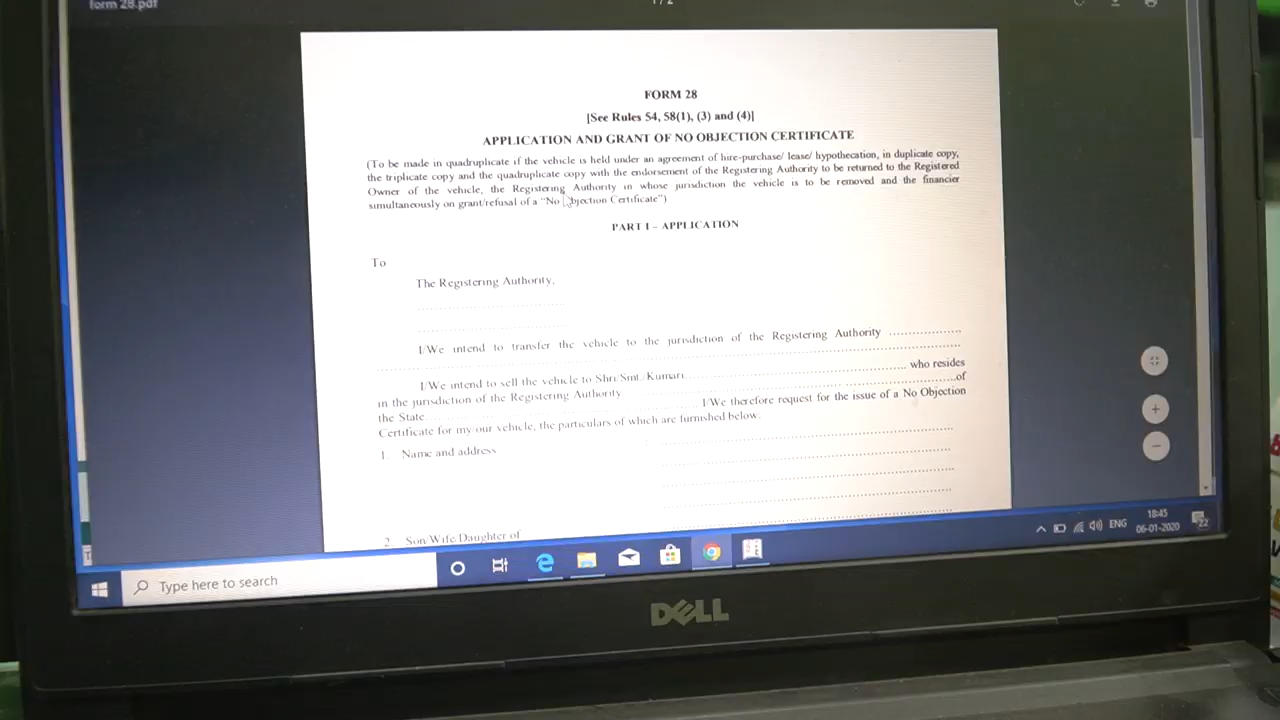 form 28.pdf
1 / 2
FORM 28
[See Rules 54, 58(1), (3) and (4)]
APPLICATION AND GRANT OF NO OBJECTION CERTIFICATE
(To be made in quadruplicate if the vehicle is held under an agreement of hire-purchase/ lease/ hypothecation, in duplicate copy,
the triplicate copy and the quadruplicate copy with the endorsement of the Registering Authority to be returned to the Registered
Owner of the vehicle, the Registering Authority in whose jurisdiction the vehicle is to be removed and the financier
simultaneously on grant/refusal of a “No Objection Certificate”)
PART I – APPLICATION
To
The Registering Authority,
I/We intend to transfer the vehicle to the jurisdiction of the Registering Authority ...................
I/We intend to sell the vehicle to Shri/Smt./Kumari.......................................................... who resides
in the jurisdiction of the Registering Authority ............................ ............................of
the State..................................................................... I/We therefore request for the issue of a No Objection
Certificate for my/our vehicle, the particulars of which are furnished below.
1. Name and address
2. Son/Wife/Daughter of
18:45
ENG
06-01-2020
22
Type here to search
DELL